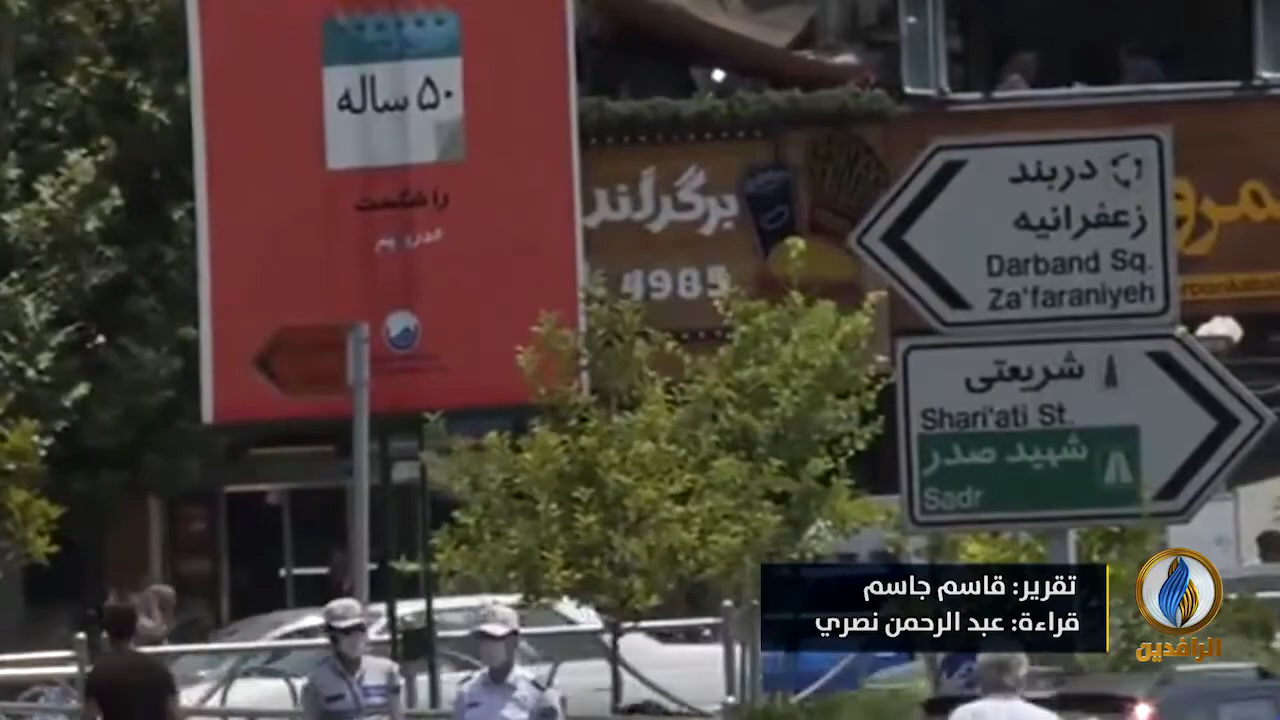 ۵۰ ساله
را شکست
برگرلند
4985
دربند
زعفرانیه
Darband Sq.
Za'faraniyeh
شریعتی
Shari'ati St.
شهید صدر
Sadr
تقرير: قاسم جاسم
قراءة: عبد الرحمن نصري
الرافدين